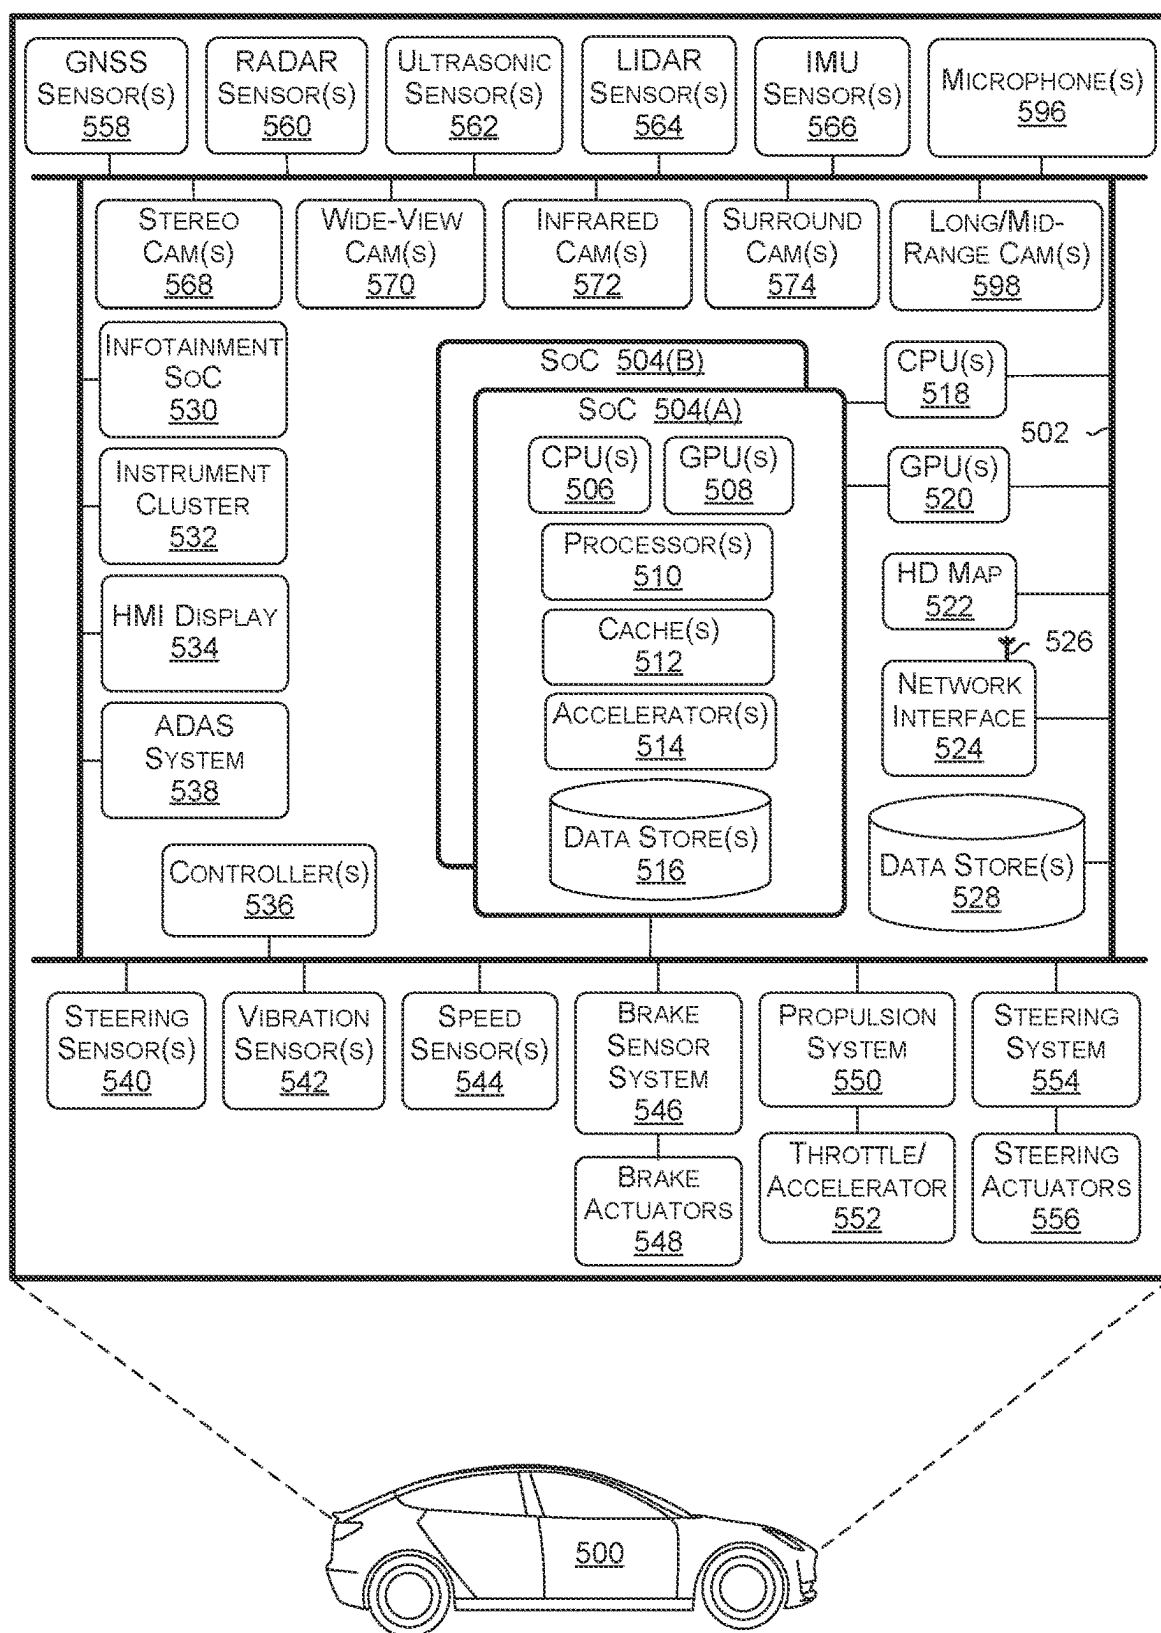 GNSS
SENSOR(S)
558
RADAR
SENSOR(S)
560
ULTRASONIC
SENSOR(S)
562
LIDAR
SENSOR(S)
564
IMU
SENSOR(S)
566
MICROPHONE(S)
596
STEREO
CAM(S)
568
WIDE-VIEW
CAM(S)
570
INFRARED
CAM(S)
572
SURROUND
CAM(S)
574
LONG/MID-
RANGE CAM(S)
598
INFOTAINMENT
SOC
530
INSTRUMENT
CLUSTER
532
HMI DISPLAY
534
ADAS
SYSTEM
538
CONTROLLER(S)
536
SOC 504(B)
SOC 504(A)
CPU(S)
506
GPU(S)
508
PROCESSOR(S)
510
CACHE(S)
512
ACCELERATOR(S)
514
DATA STORE(S)
516
CPU(S)
518
502
GPU(S)
520
HD MAP
522
526
NETWORK
INTERFACE
524
DATA STORE(S)
528
STEERING
SENSOR(S)
540
VIBRATION
SENSOR(S)
542
SPEED
SENSOR(S)
544
BRAKE
SENSOR
SYSTEM
546
PROPULSION
SYSTEM
550
STEERING
SYSTEM
554
BRAKE
ACTUATORS
548
THROTTLE/
ACCELERATOR
552
STEERING
ACTUATORS
556
500